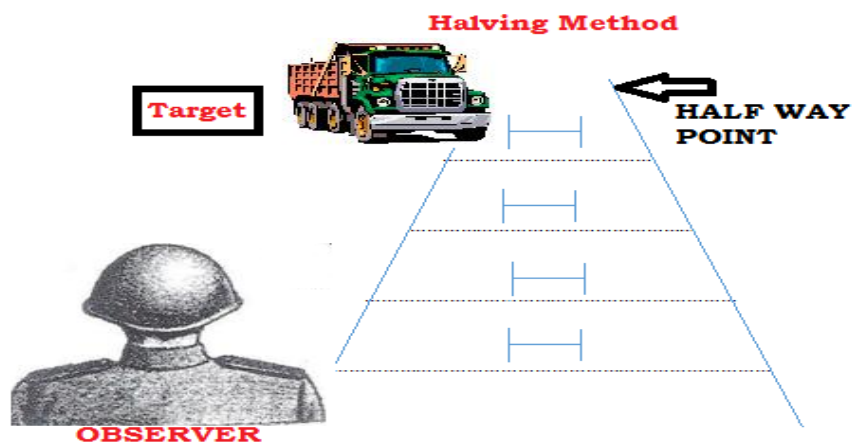 Halving Method
Target
HALF WAY
POINT
OBSERVER